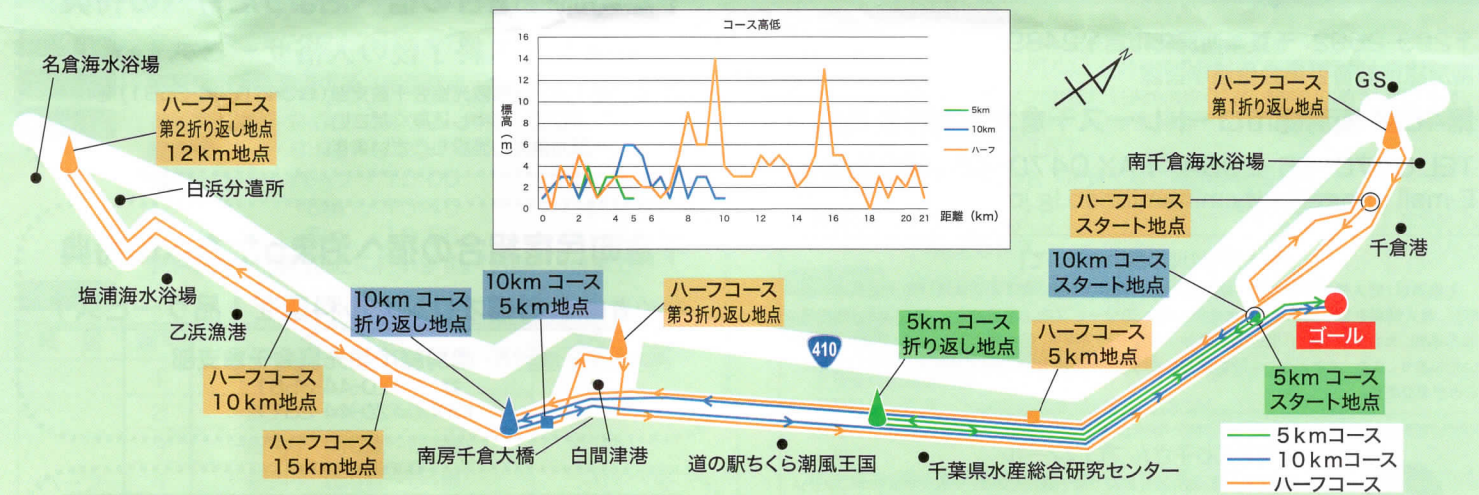 コース高低
16
14
12
10
8
6
4
2
0
標高(m)
0
2
4
5
6
8
10
12
14
16
18
20
21
距離(km)
5km
10km
ハーフ
N
名倉海水浴場
ハーフコース
第2折り返し地点
12km地点
白浜分遣所
塩浦海水浴場
乙浜漁港
ハーフコース
10km地点
ハーフコース
15km地点
10kmコース
折り返し地点
10kmコース
5km地点
南房千倉大橋
ハーフコース
第3折り返し地点
白間津港
410
道の駅ちくら潮風王国
5kmコース
折り返し地点
千葉県水産総合研究センター
ハーフコース
5km地点
GS
ハーフコース
第1折り返し地点
南千倉海水浴場
ハーフコース
スタート地点
千倉港
10kmコース
スタート地点
ゴール
5kmコース
スタート地点
5kmコース
10kmコース
ハーフコース